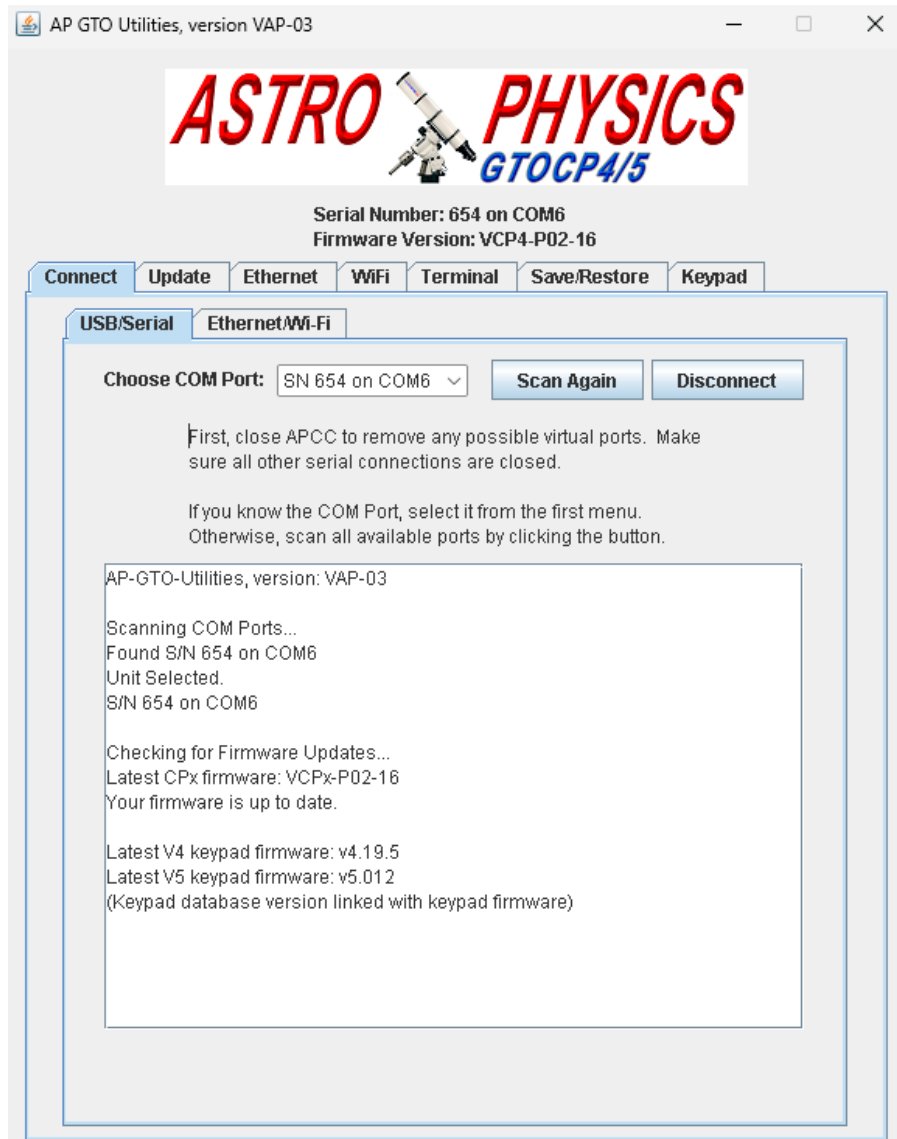 AP GTO Utilities, version VAP-03
ASTRO PHYSICS
GTOCP4/5
Serial Number: 654 on COM6
Firmware Version: VCP4-P02-16
Connect Update Ethernet WiFi Terminal Save/Restore Keypad
USB/Serial Ethernet/Wi-Fi
Choose COM Port: SN 654 on COM6 Scan Again Disconnect
First, close APCC to remove any possible virtual ports. Make
sure all other serial connections are closed.
If you know the COM Port, select it from the first menu.
Otherwise, scan all available ports by clicking the button.
AP-GTO-Utilities, version: VAP-03
Scanning COM Ports...
Found S/N 654 on COM6
Unit Selected.
S/N 654 on COM6
Checking for Firmware Updates...
Latest CPx firmware: VCPx-P02-16
Your firmware is up to date.
Latest V4 keypad firmware: v4.19.5
Latest V5 keypad firmware: v5.012
(Keypad database version linked with keypad firmware)